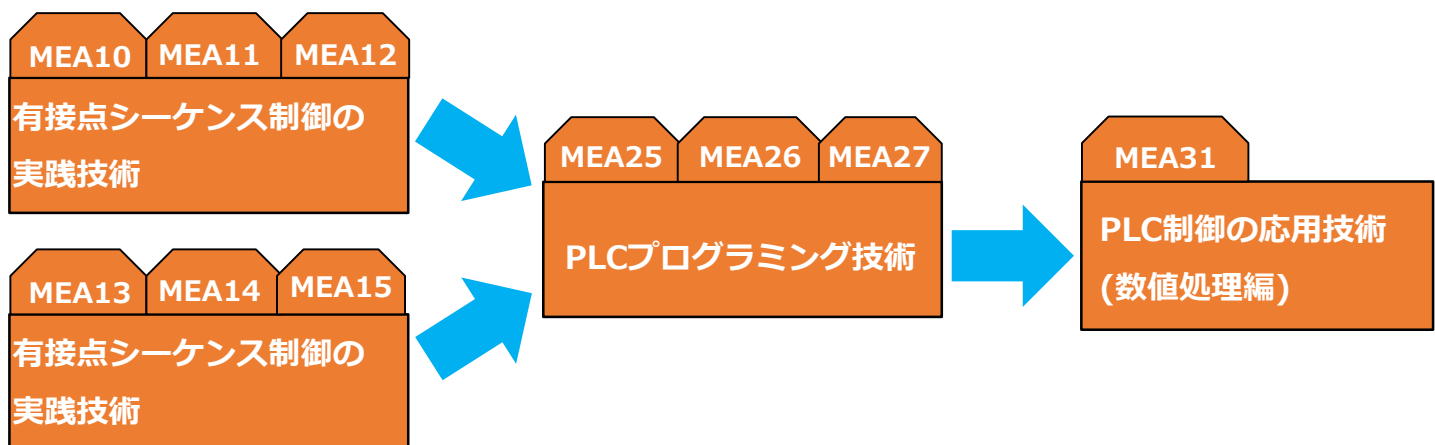 MEA10 MEA11 MEA12
有接点シーケンス制御の
実践技術
MEA13 MEA14 MEA15
有接点シーケンス制御の
実践技術
MEA25 MEA26 MEA27
PLCプログラミング技術
MEA31
PLC制御の応用技術
(数値処理編)